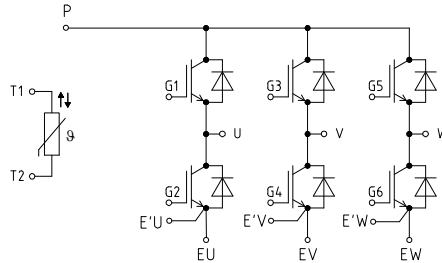 P
G1 G3 G5
T1
U V W
ϑ
T2
G2 G4 G6
E'U E'V E'W
EU EV EW